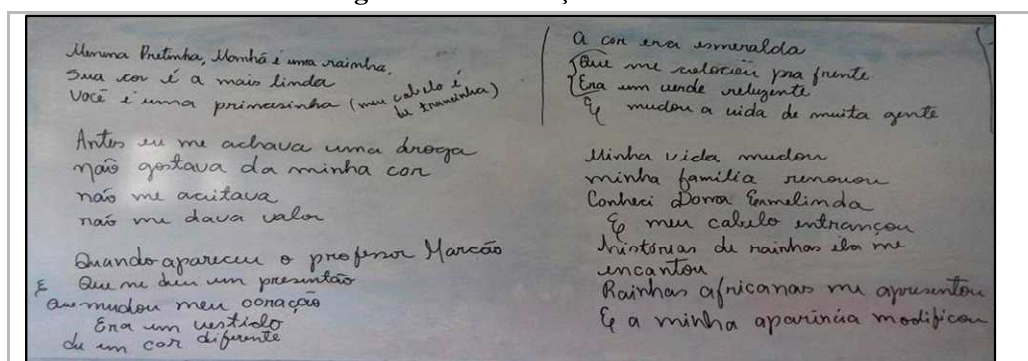 Menina Pretinha, Mamhã é uma rainha,
Sua cor é a mais linda
Você é uma primasinha (meu cabelo é
de trancinha)
Antes eu me achava uma droga
não gostava da minha cor
não me aceitava
não me dava valor
Quando apareceu o professor Marcão
E Que me deu um presentão
Que mudou meu coração
Era um vestido
de um cor diferente
A cor era esmeralda
Que me colocou pra frente
Era um verde reluzente
E mudou a vida de muita gente
Minha vida mudou
minha família renovou
Conheci Dona Ermelinda
E meu cabelo entrançou
histórias de rainhas ela me
encantou
Rainhas africanas me apresentou
E a minha aparência modificou